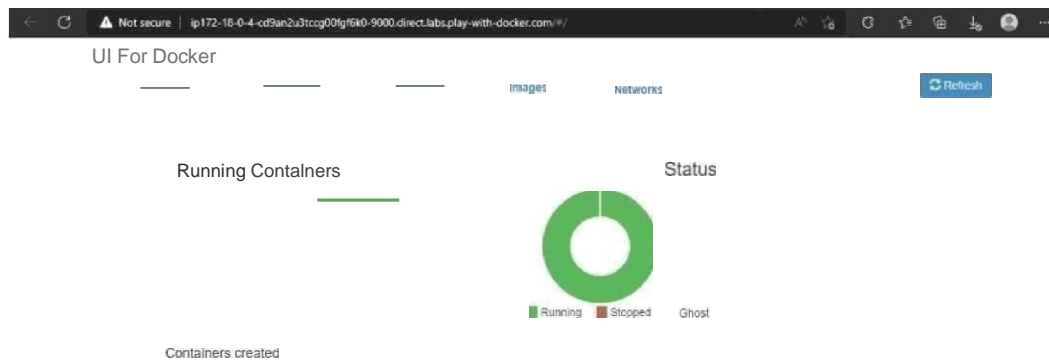 Not secure | ip172-18-0-4-cd9an2u3tccg00fgf6k0-9000.direct.labs.play-with-docker.com/#/
UI For Docker
Images Networks Refresh
Running Contalners Status
Running Stopped Ghost
Containers created